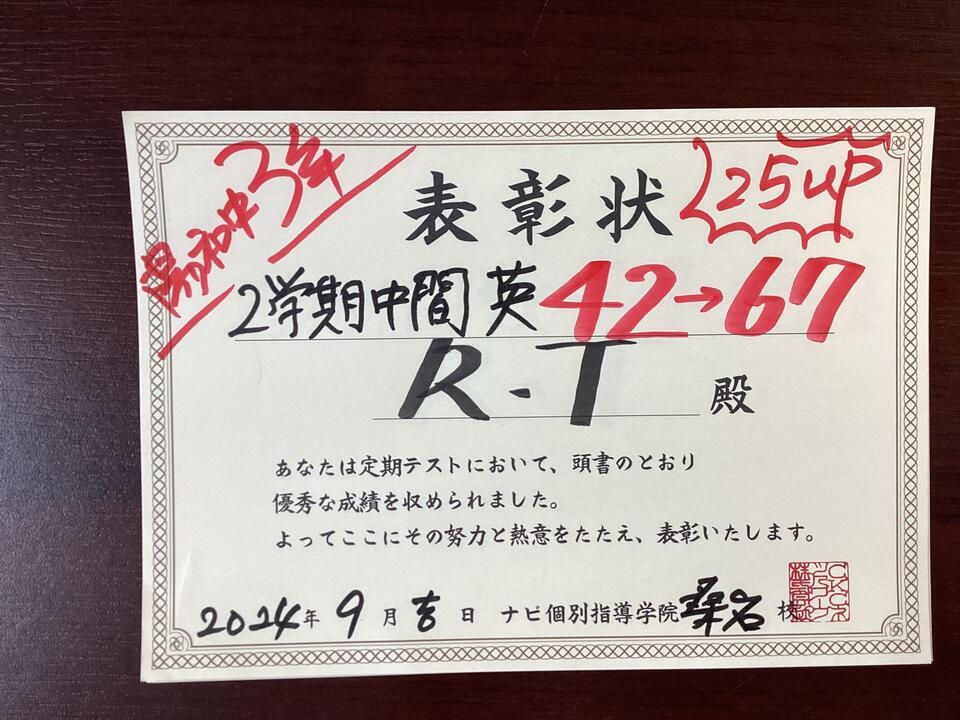 陽和中3年
表彰状
25up
2学期中間 英 42→67
R-T 殿
あなたは定期テストにおいて、頭書のとおり
優秀な成績を収められました。
よってここにその努力と熱意をたたえ、表彰いたします。
2024年 9月 吉日 ナビ個別指導学院 桑名 校